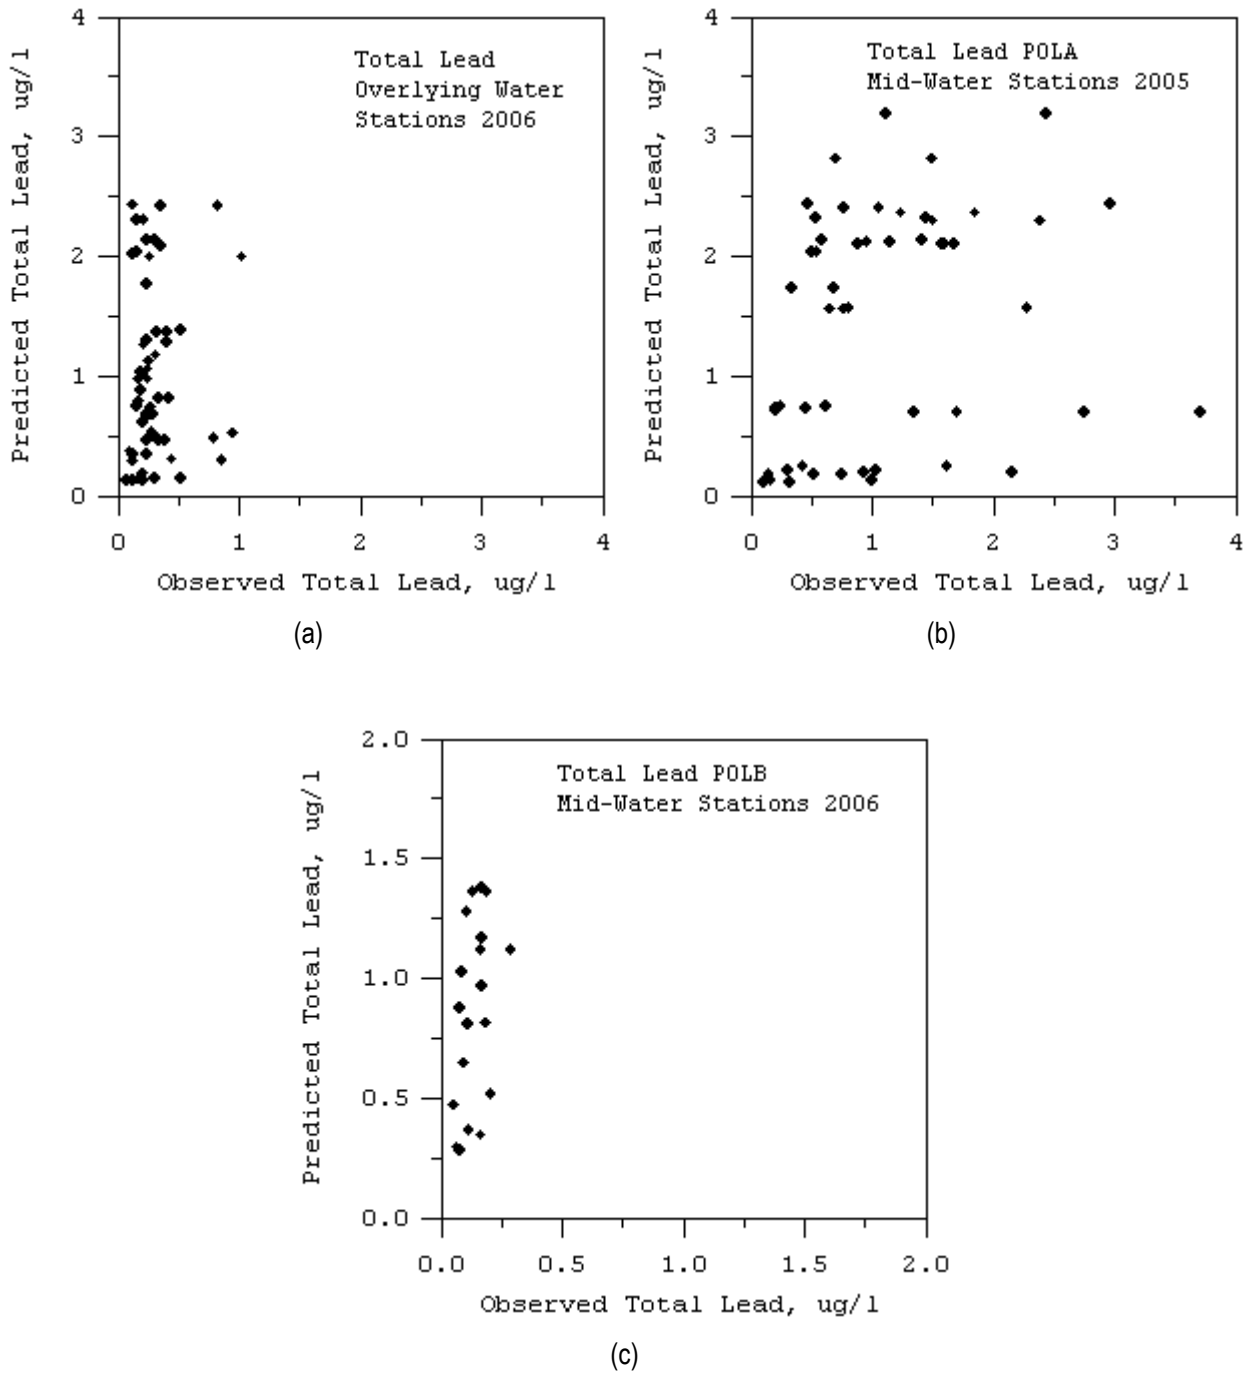 4
3
2
1
0
Predicted Total Lead, ug/l
Total Lead
Overlying Water
Stations 2006
0 1 2 3 4
Observed Total Lead, ug/l
(a)
4
3
2
1
0
Predicted Total Lead, ug/l
Total Lead POLA
Mid-Water Stations 2005
0 1 2 3 4
Observed Total Lead, ug/l
(b)
2.0
1.5
1.0
0.5
0.0
Predicted Total Lead, ug/l
Total Lead POLB
Mid-Water Stations 2006
0.0 0.5 1.0 1.5 2.0
Observed Total Lead, ug/l
(c)